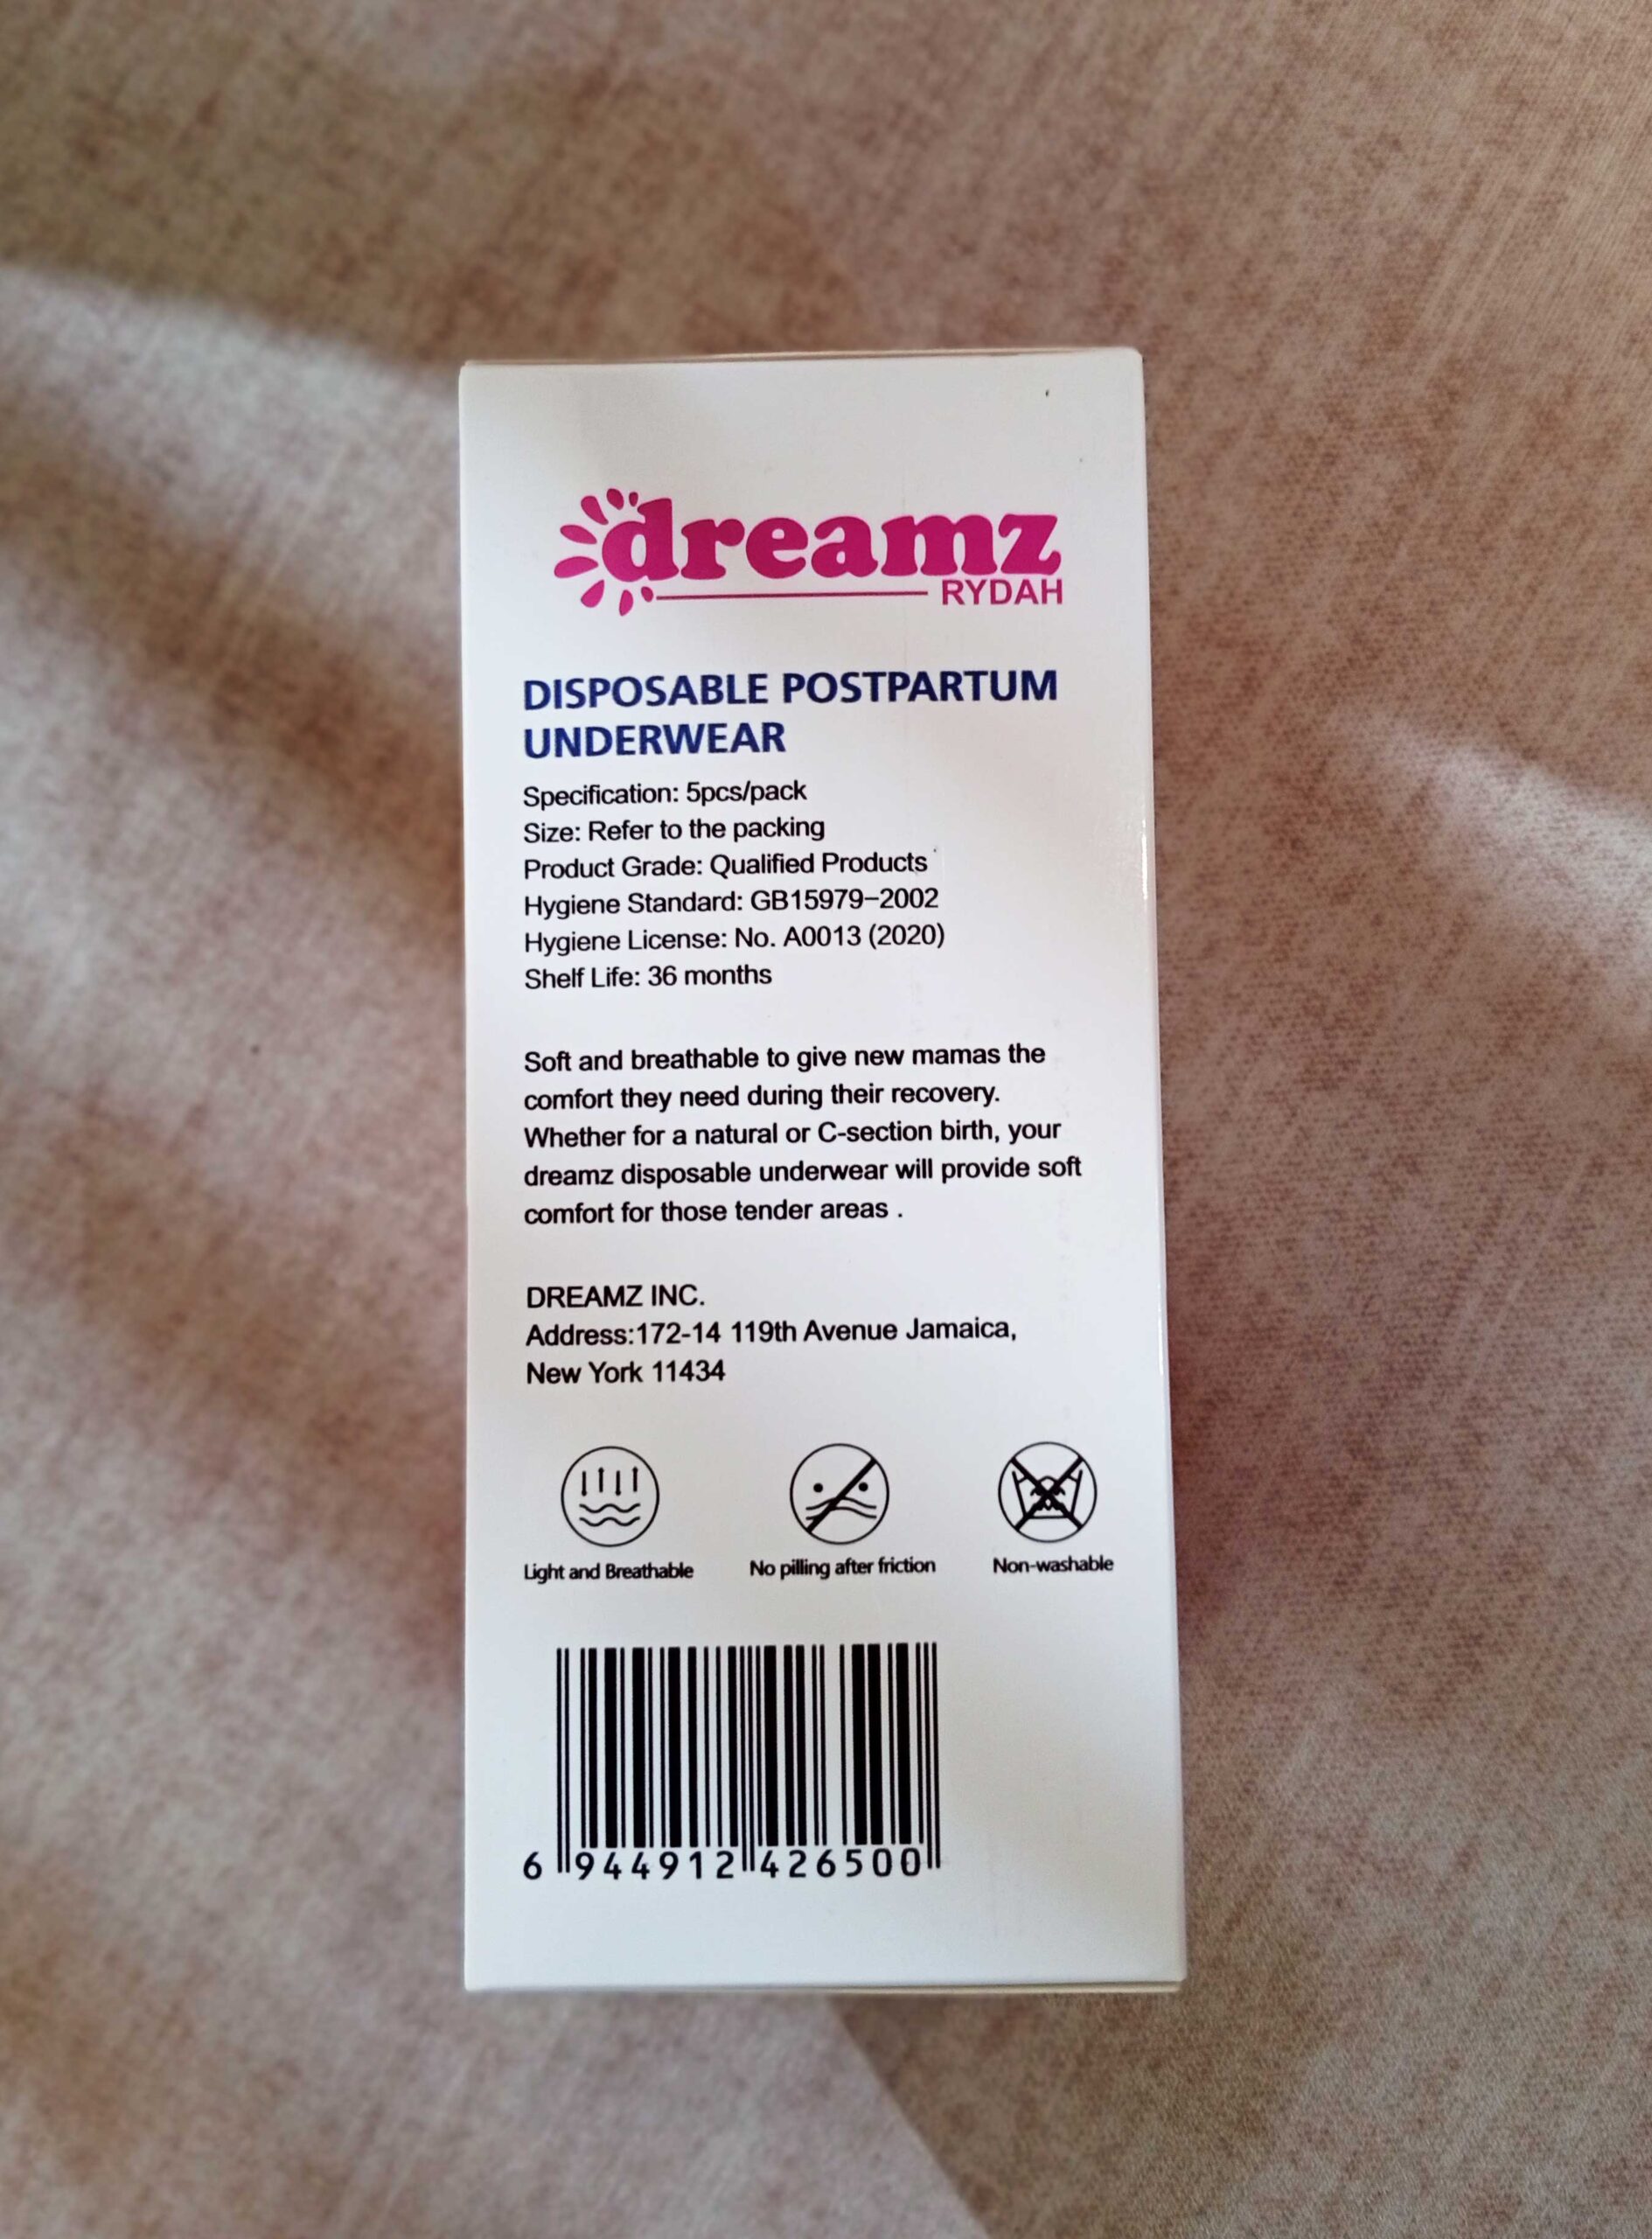 dreamz
RYDAH
DISPOSABLE POSTPARTUM
UNDERWEAR
Specification: 5pcs/pack
Size: Refer to the packing
Product Grade: Qualified Products
Hygiene Standard: GB15979-2002
Hygiene License: No. A0013 (2020)
Shelf Life: 36 months
Soft and breathable to give new mamas the
comfort they need during their recovery.
Whether for a natural or C-section birth, your
dreamz disposable underwear will provide soft
comfort for those tender areas .
DREAMZ INC.
Address:172-14 119th Avenue Jamaica,
New York 11434
Light and Breathable
No pilling after friction
Non-washable
6 944912 426500